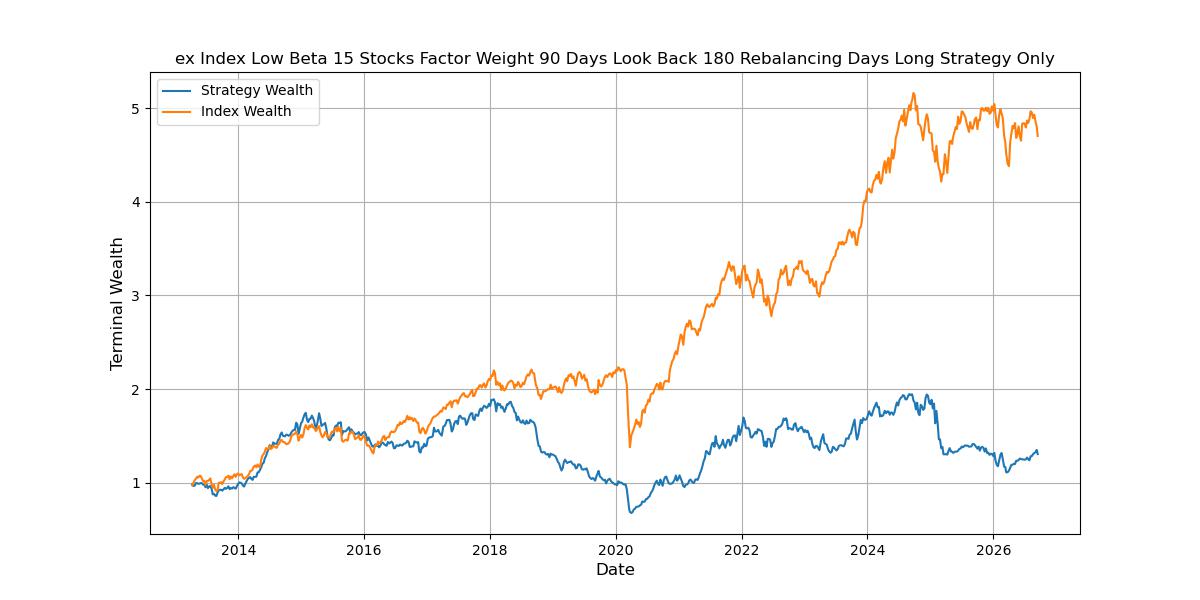 ex Index Low Beta 15 Stocks Factor Weight 90 Days Look Back 180 Rebalancing Days Long Strategy Only
Strategy Wealth
Index Wealth
Terminal Wealth
5
4
3
2
1
2014 2016 2018 2020 2022 2024 2026
Date